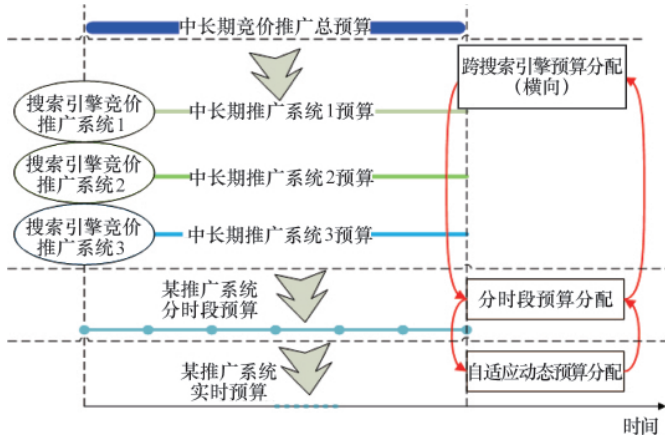 中长期竞价推广总预算
跨搜索引擎预算分配
(横向)
搜索引擎竞价
推广系统1
中长期推广系统1预算
搜索引擎竞价
推广系统2
中长期推广系统2预算
搜索引擎竞价
推广系统3
中长期推广系统3预算
某推广系统
分时段预算
分时段预算分配
某推广系统
实时预算
自适应动态预算分配
时间